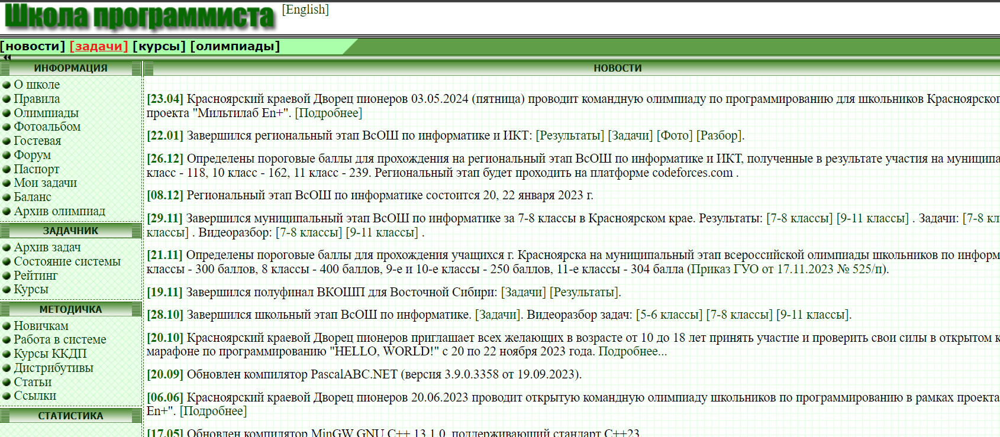 Школа программиста [English]
[новости] [задачи] [курсы] [олимпиады]
ИНФОРМАЦИЯ
О школе
Правила
Олимпиады
Фотоальбом
Гостевая
Форум
Паспорт
Мои задачи
Баланс
Архив олимпиад
ЗАДАЧНИК
Архив задач
Состояние системы
Рейтинг
Курсы
МЕТОДИЧКА
Новичкам
Работа в системе
Курсы ККДП
Дистрибутивы
Статьи
Ссылки
СТАТИСТИКА
НОВОСТИ
[23.04] Красноярский краевой Дворец пионеров 03.05.2024 (пятница) проводит командную олимпиаду по программированию для школьников Красноярског
проекта "Мильтилаб En+". [Подробнее]
[22.01] Завершился региональный этап ВсОШ по информатике и ИКТ: [Результаты] [Задачи] [Фото] [Разбор].
[26.12] Определены пороговые баллы для прохождения на региональный этап ВсОШ по информатике и ИКТ, полученные в результате участия на муниципа
класс - 118, 10 класс - 162, 11 класс - 239. Региональный этап будет проходить на платформе codeforces.com .
[08.12] Региональный этап ВсОШ по информатике состоится 20, 22 января 2023 г.
[29.11] Завершился муниципальный этап ВсОШ по информатике за 7-8 классы в Красноярском крае. Результаты: [7-8 классы] [9-11 классы] . Задачи: [7-8 кл
классы] . Видеоразбор: [7-8 классы] [9-11 классы] .
[21.11] Определены пороговые баллы для прохождения учащихся г. Красноярска на муниципальный этап всероссийской олимпиады школьников по информ
классы - 300 баллов, 8 классы - 400 баллов, 9-е и 10-е классы - 250 баллов, 11-е классы - 304 балла (Приказ ГУО от 17.11.2023 № 525/п).
[19.11] Завершился полуфинал ВКОШП для Восточной Сибири: [Задачи] [Результаты].
[28.10] Завершился школьный этап ВсОШ по информатике. [Задачи]. Видеоразбор задач: [5-6 классы] [7-8 классы] [9-11 классы].
[20.10] Красноярский краевой Дворец пионеров приглашает всех желающих в возрасте от 10 до 18 лет принять участие и проверить свои силы в открытом к
марафоне по программированию "HELLO, WORLD!" с 20 по 22 ноября 2023 года. Подробнее...
[20.09] Обновлен компилятор PascalABC.NET (версия 3.9.0.3358 от 19.09.2023).
[06.06] Красноярский краевой Дворец пионеров 20.06.2023 проводит открытую командную олимпиаду школьников по программированию в рамках проекта
En+". [Подробнее]
[17.05] Обновлен компилятор MinGW GNU C++ 13.1.0, поддерживающий стандарт C++23